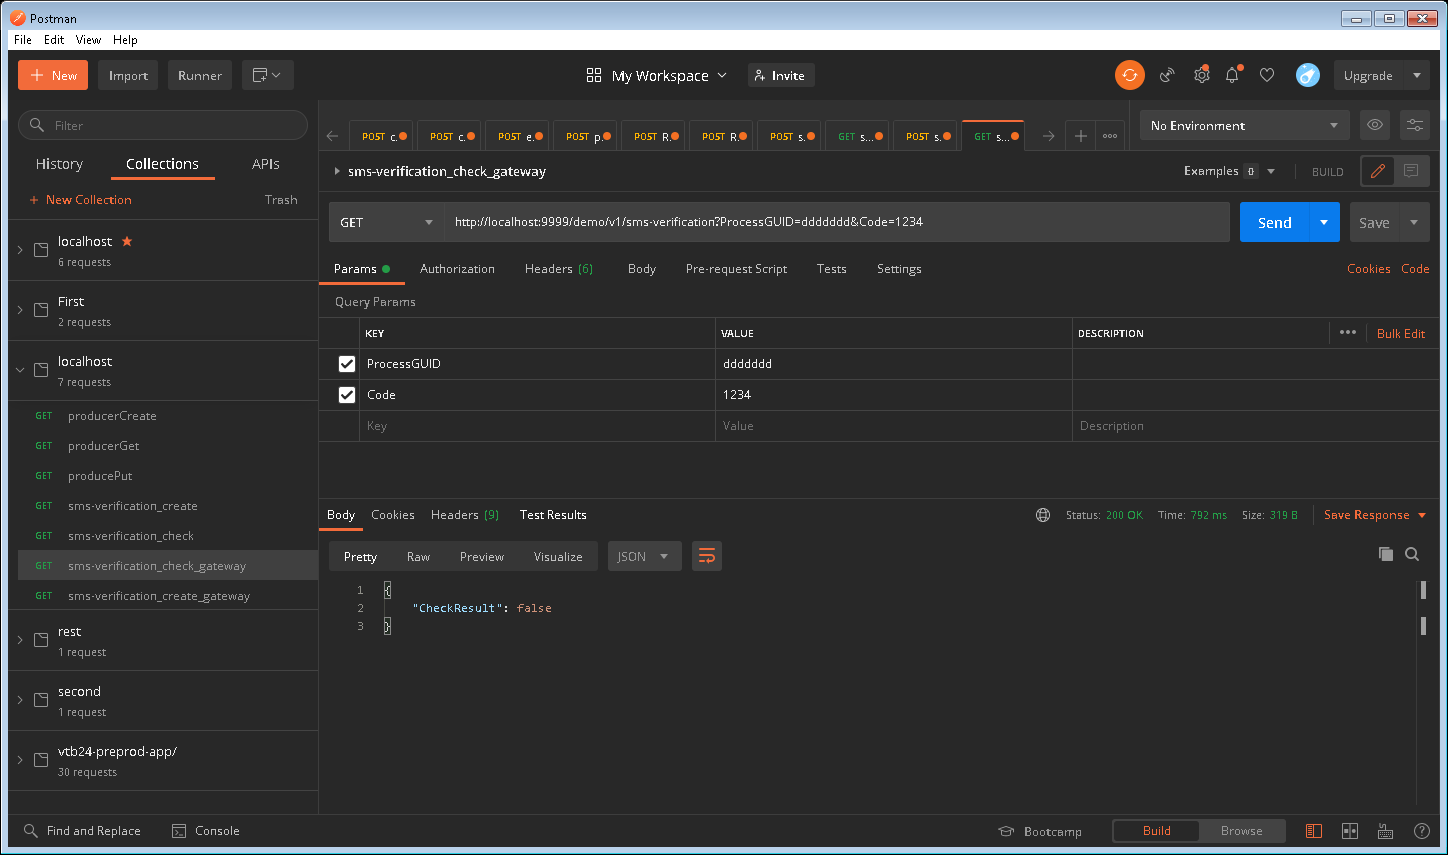 Postman
File Edit View Help
New Import Runner My Workspace Invite Upgrade
Filter
POST c. POST c. POST e. POST p. POST R. POST R. POST s. GET s... POST s. GET s...
No Environment
History Collections APIs
+ New Collection Trash
localhost
6 requests
First
2 requests
localhost
7 requests
GET producerCreate
GET producerGet
GET producePut
GET sms-verification_create
GET sms-verification_check
GET sms-verification_check_gateway
GET sms-verification_create_gateway
rest
1 request
second
1 request
vtb24-preprod-app/
30 requests
sms-verification_check_gateway
Examples 0 BUILD
GET http://localhost:9999/demo/v1/sms-verification?ProcessGUID=ddddddd&Code=1234 Send Save
Params Authorization Headers (6) Body Pre-request Script Tests Settings Cookies Code
Query Params
KEY VALUE DESCRIPTION ••• Bulk Edit
ProcessGUID ddddddd
Code 1234
Key Value Description
Body Cookies Headers (9) Test Results Status: 200 OK Time: 792 ms Size: 319 B Save Response
Pretty Raw Preview Visualize JSON
1 {
2 "CheckResult": false
3 }
Find and Replace Console Bootcamp Build Browse